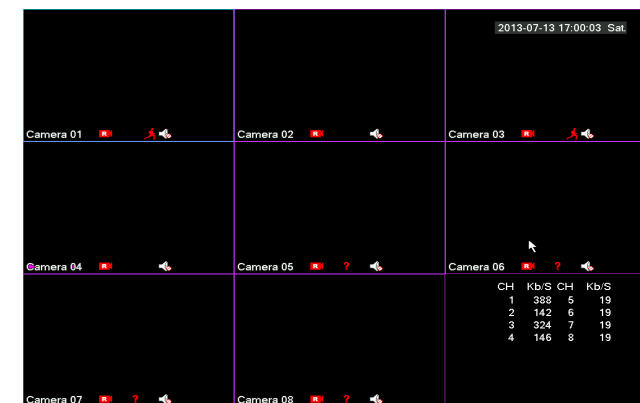 2013-07-13 17:00:03 Sat.
Camera 01 R
Camera 02 R
Camera 03 R
Camera 04 R
Camera 05 R ?
Camera 06 R ?
CH Kb/S CH Kb/S
1 388 5 19
2 142 6 19
3 324 7 19
4 146 8 19
Camera 07 R ?
Camera 08 R ?